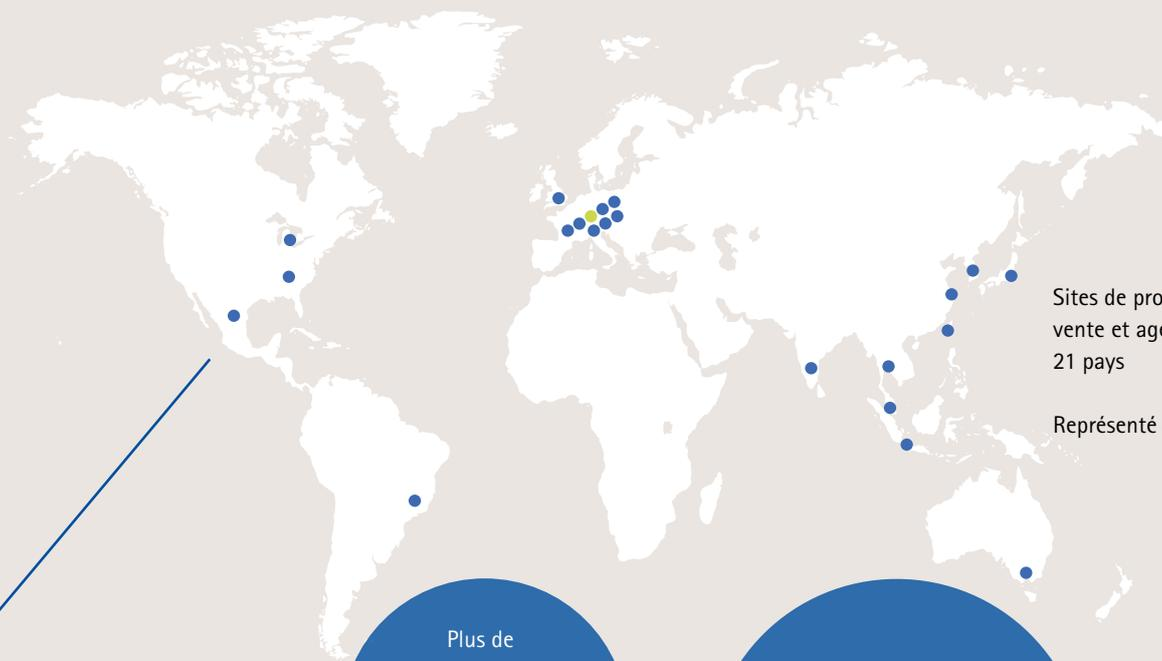 Sites de pro
vente et age
21 pays
Représenté
Plus de